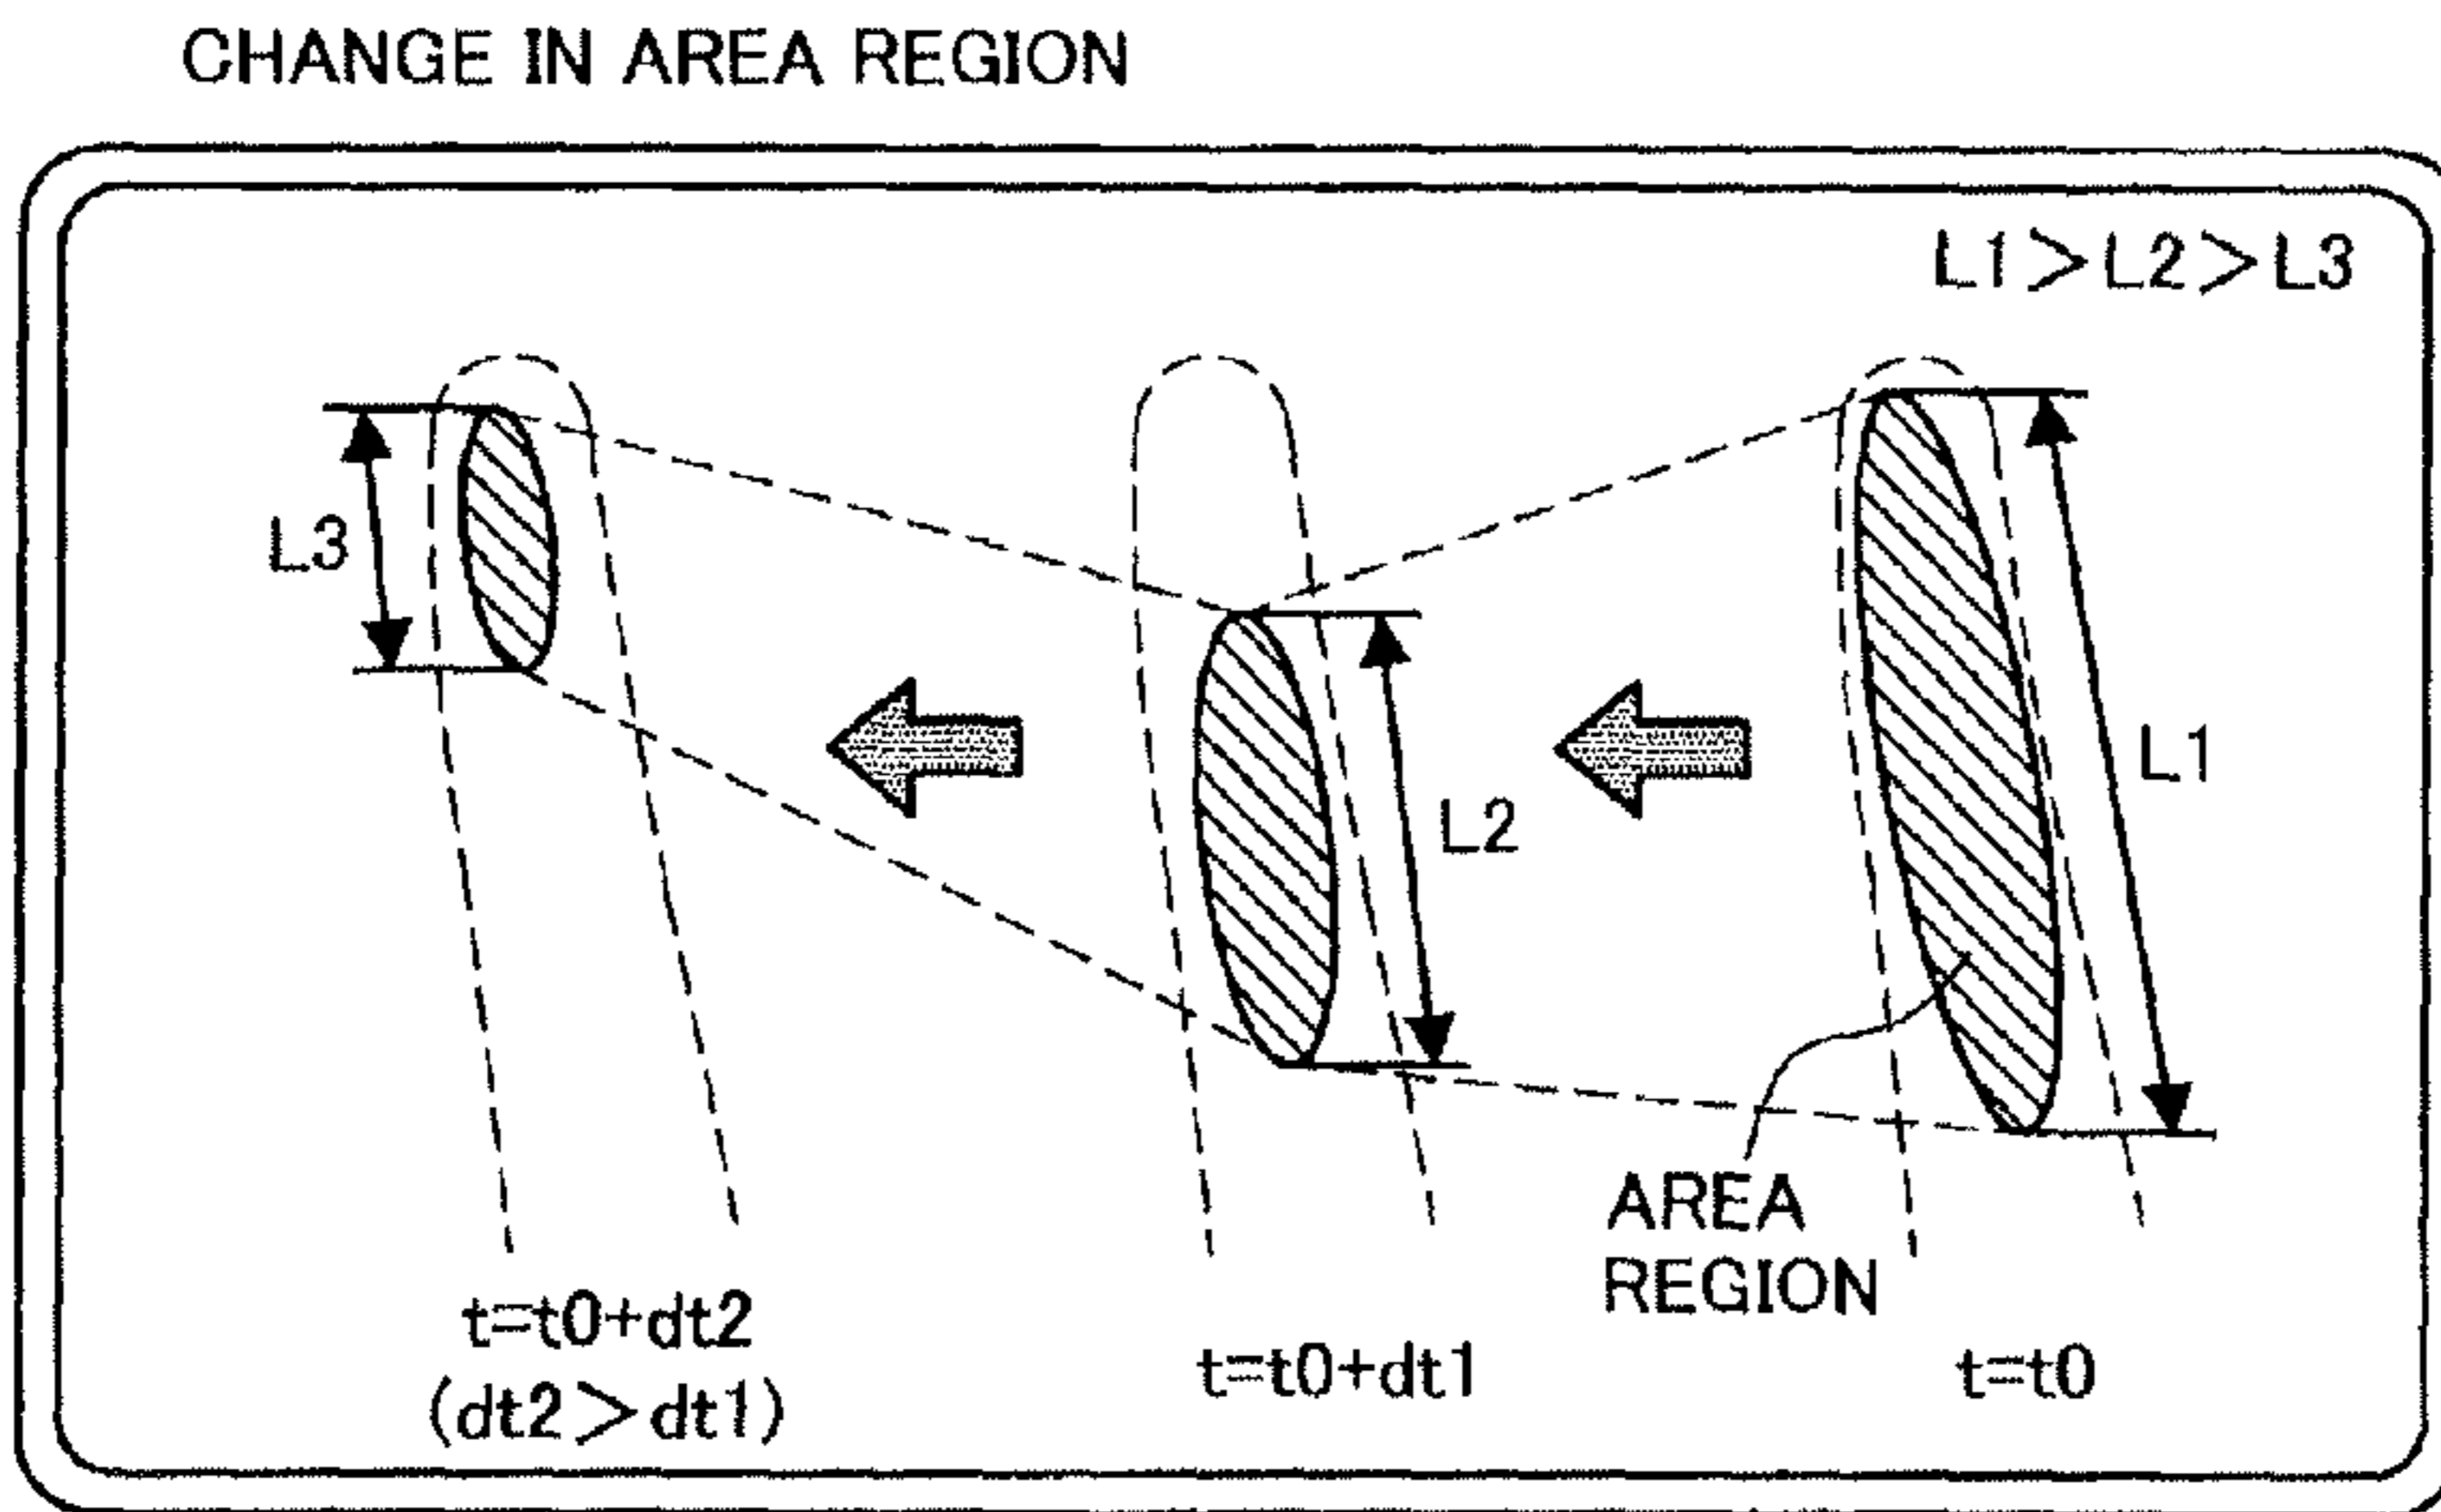 CHANGE IN AREA REGION
L1>L2>L3
L3
L2
L1
AREA
REGION
t=t0+dt2
(dt2>dt1)
t=t0+dt1
t=t0